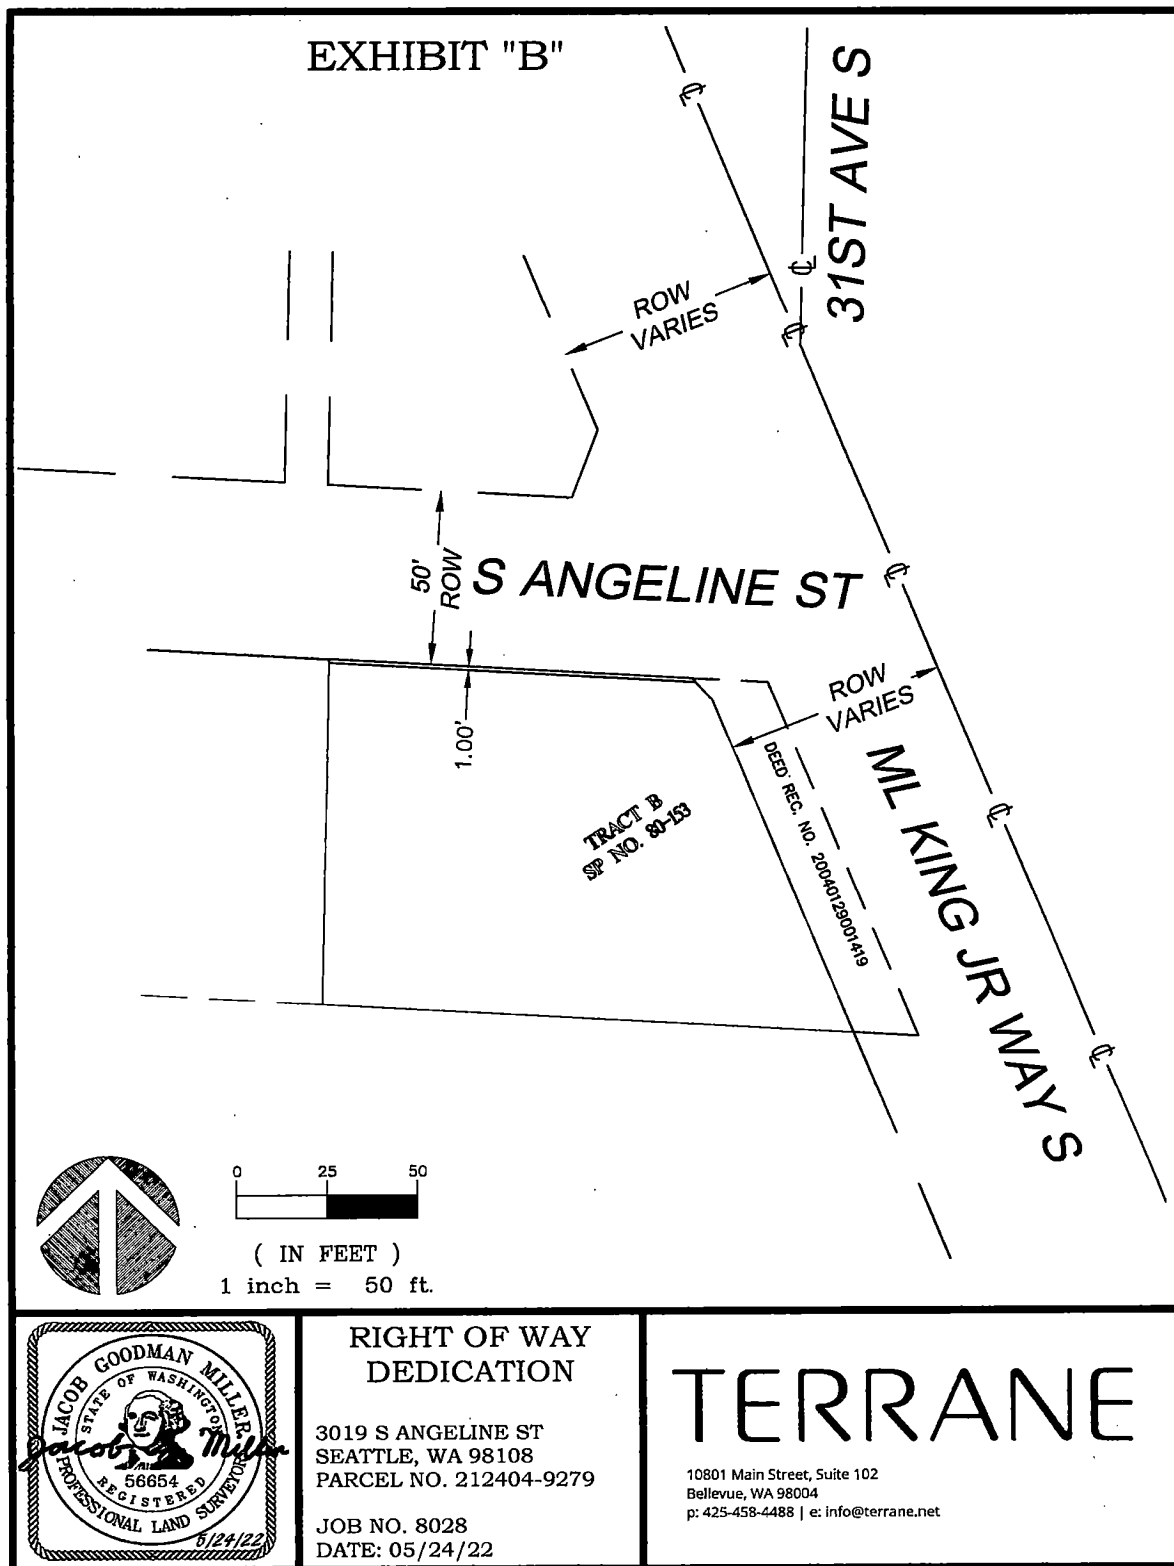 EXHIBIT "B"
31ST AVE S
ROW
VARIES
50'
ROW
S ANGELINE ST
1.00'
ROW
VARIES
TRACT B
SP NO. 80-153
DEED REC. NO. 20040129001419
ML KING JR WAY S
0 25 50
( IN FEET )
1 inch = 50 ft.
JACOB GOODMAN MILLER
STATE OF WASHINGTON
Jacob G Miller
56654
REGISTERED
PROFESSIONAL LAND SURVEYOR
5/24/22
RIGHT OF WAY
DEDICATION
3019 S ANGELINE ST
SEATTLE, WA 98108
PARCEL NO. 212404-9279
JOB NO. 8028
DATE: 05/24/22
TERRANE
10801 Main Street, Suite 102
Bellevue, WA 98004
p: 425-458-4488 | e: info@terrane.net